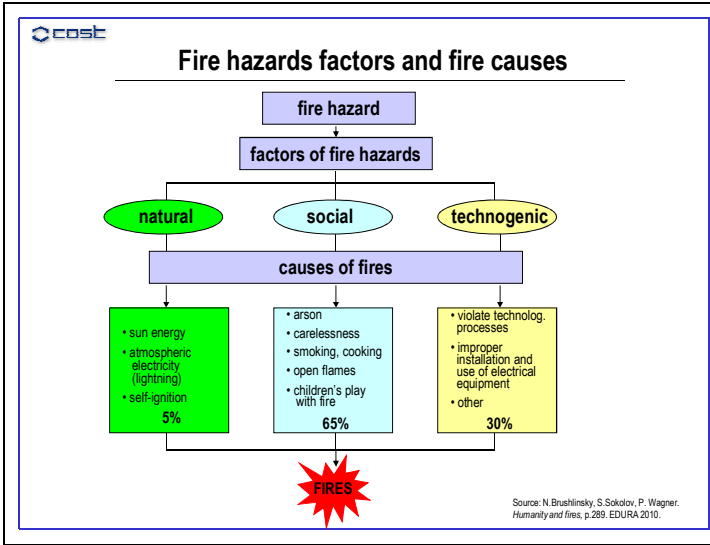 cost
Fire hazards factors and fire causes
fire hazard
factors of fire hazards
natural
social
technogenic
causes of fires
• sun energy
• atmospheric
electricity
(lightning)
• self-ignition
5%
• arson
• carelessness
• smoking, cooking
• open flames
• children's play
with fire
65%
• violate technolog.
processes
• improper
installation and
use of electrical
equipment
• other
30%
FIRES
Source: N.Brushlinsky, S.Sokolov, P. Wagner.
Humanity and fires, p.289. EDURA 2010.